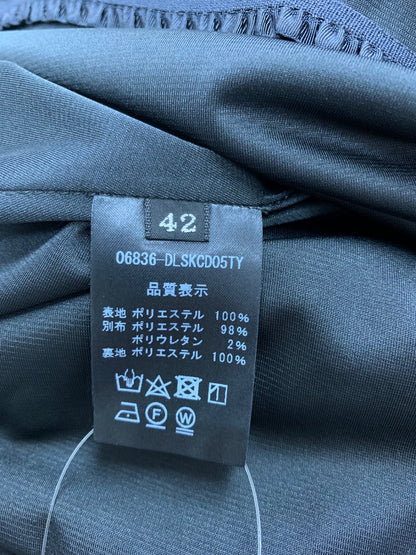 42
06836-DLSKCD05TY
品質表示
表地 ポリエステル 100%
別布 ポリエステル 98%
ポリウレタン 2%
裏地 ポリエステル 100%
F W